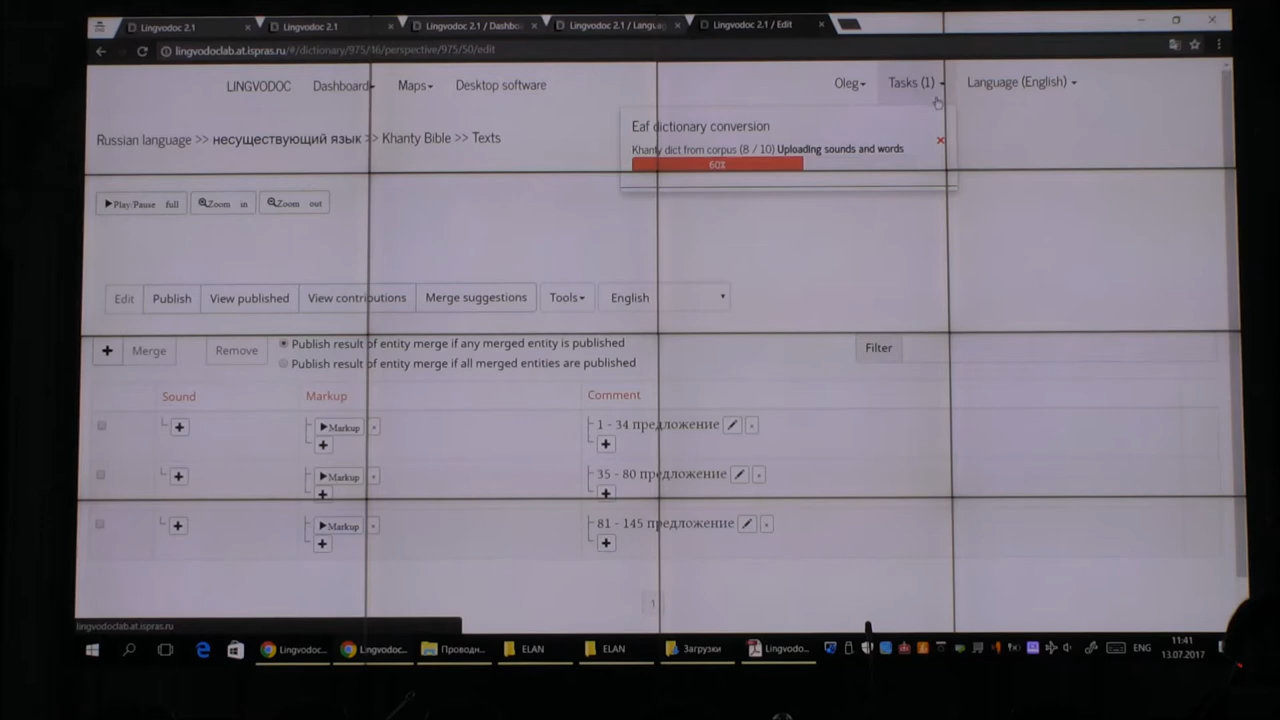 Lingvodoc 2.1
Lingvodoc 2.1
Lingvodoc 2.1 / Dashbo
Lingvodoc 2.1 / Langu
Lingvodoc 2.1 / Edit
lingvodoclab.at.ispras.ru/#/dictionary/975/16/perspective/975/50/edit
LINGVODOC Dashboard Maps Desktop software Oleg Tasks (1) Language (English)
Eaf dictionary conversion
Russian language >> несуществующий язык >> Khanty Bible >> Texts
Khanty dict from corpus (8 / 10) Uploading sounds and words
60%
Play/Pause full Zoom in Zoom out
Edit Publish View published View contributions Merge suggestions Tools English
Merge Remove Publish result of entity merge if any merged entity is published
Publish result of entity merge if all merged entities are published
Filter
Sound Markup Comment
Markup 1 - 34 предложение
Markup 35 - 80 предложение
Markup 81 - 145 предложение
1
lingvodoclab.at.ispras.ru
Lingvodoc... Lingvodoc... Проводн... ELAN ELAN Загрузки Lingvodo... ENG
11:41
13.07.2017